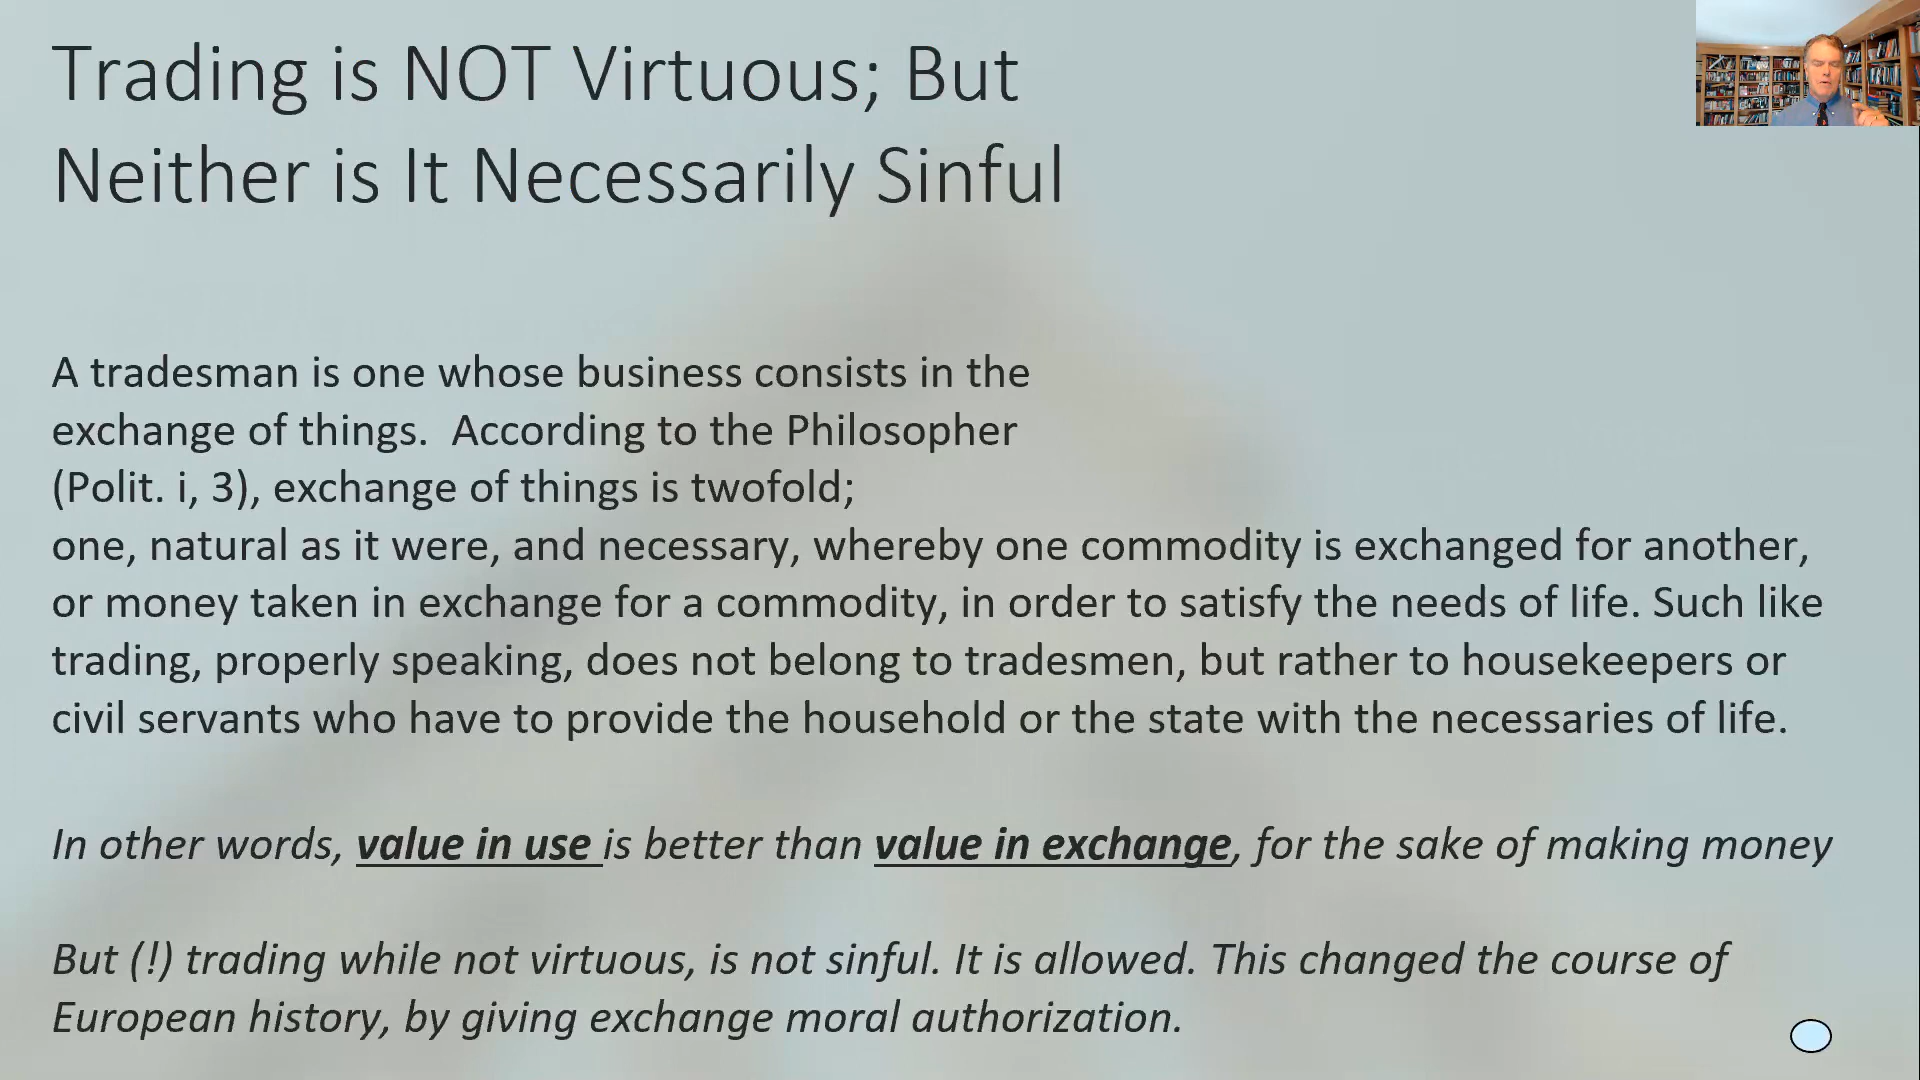 Trading is NOT Virtuous; But
Neither is It Necessarily Sinful
A tradesman is one whose business consists in the
exchange of things.  According to the Philosopher
(Polit. i, 3), exchange of things is twofold;
one, natural as it were, and necessary, whereby one commodity is exchanged for another,
or money taken in exchange for a commodity, in order to satisfy the needs of life. Such like
trading, properly speaking, does not belong to tradesmen, but rather to housekeepers or
civil servants who have to provide the household or the state with the necessaries of life.
In other words, value in use is better than value in exchange, for the sake of making money
But (!) trading while not virtuous, is not sinful. It is allowed. This changed the course of
European history, by giving exchange moral authorization.